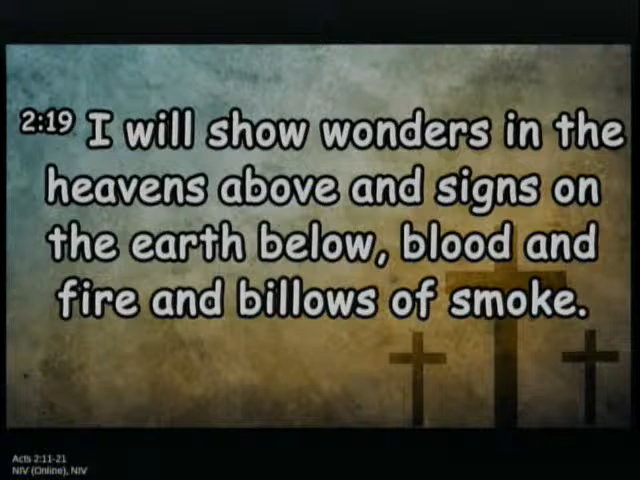 2:19 I will show wonders in the
heavens above and signs on
the earth below, blood and
fire and billows of smoke.
Acts 2:11-21
NIV (Online), NIV